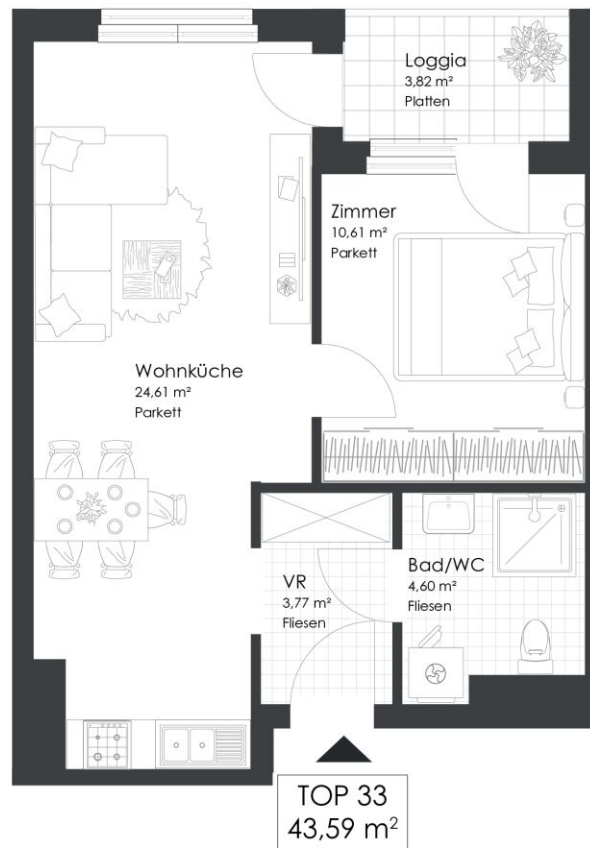 Loggia
3,82 m²
Platten
Zimmer
10,61 m²
Parkett
Wohnküche
24,61 m²
Parkett
VR
3,77 m²
Fliesen
Bad/WC
4,60 m²
Fliesen
TOP 33
43,59 m²